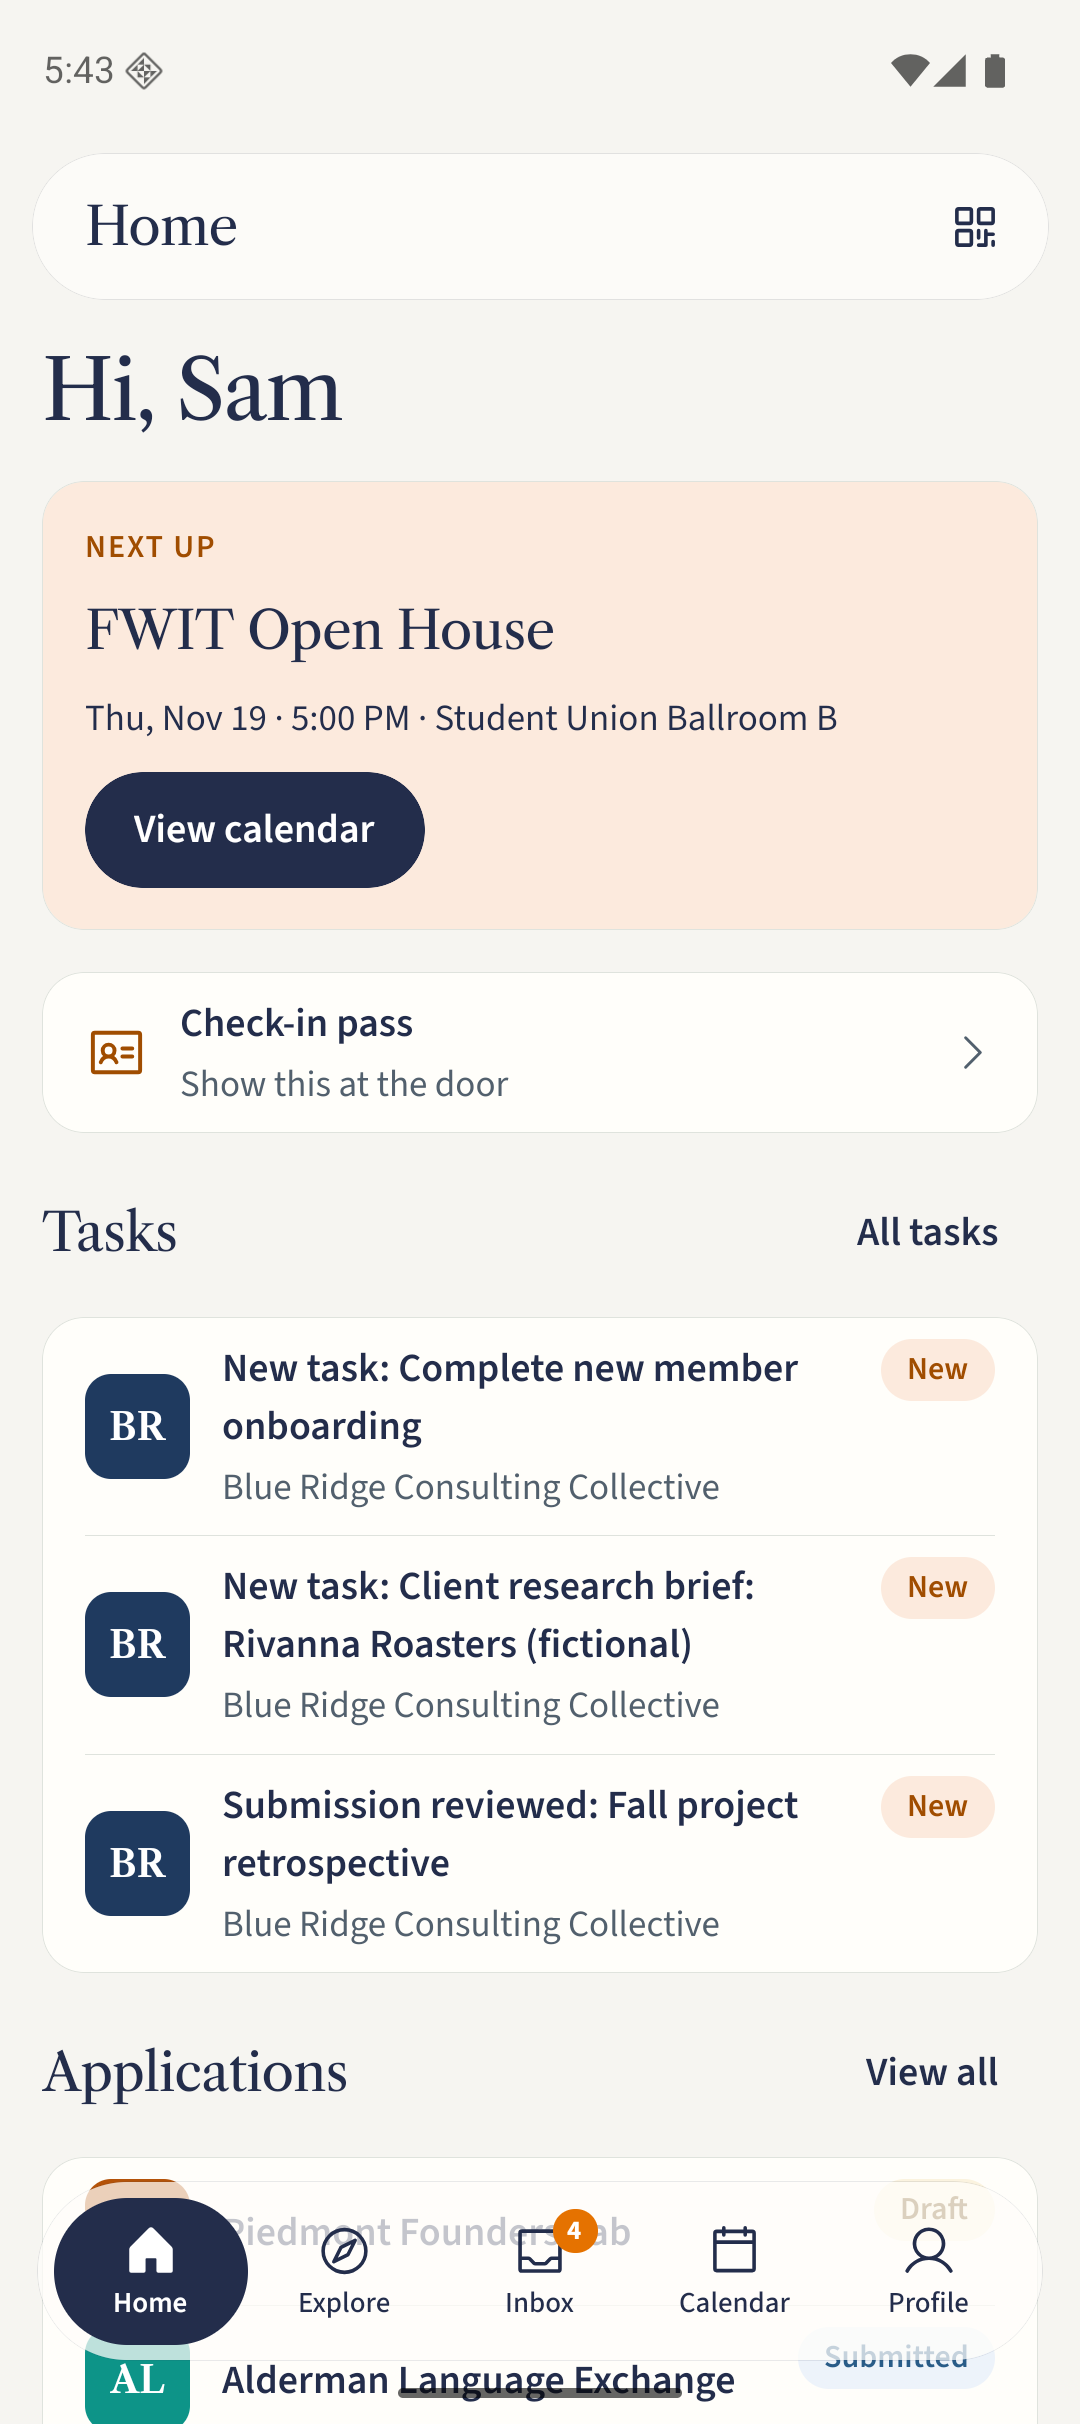 5:43
Home
Hi, Sam
NEXT UP
FWIT Open House
Thu, Nov 19 · 5:00 PM · Student Union Ballroom B
View calendar
Check-in pass
Show this at the door
Tasks
All tasks
BR
New task: Complete new member
onboarding
New
Blue Ridge Consulting Collective
BR
New task: Client research brief:
Rivanna Roasters (fictional)
New
Blue Ridge Consulting Collective
BR
Submission reviewed: Fall project
retrospective
New
Blue Ridge Consulting Collective
Applications
View all
Piedmont Founders Lab
Draft
Home
Explore
4
Inbox
Calendar
Profile
AL
Alderman Language Exchange
Submitted